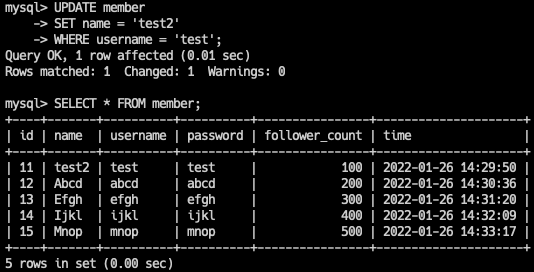 mysql> UPDATE member
    -> SET name = 'test2'
    -> WHERE username = 'test';
Query OK, 1 row affected (0.01 sec)
Rows matched: 1  Changed: 1  Warnings: 0

mysql> SELECT * FROM member;
+----+-------+----------+----------+----------------+---------------------+
| id | name  | username | password | follower_count | time                |
+----+-------+----------+----------+----------------+---------------------+
| 11 | test2 | test     | test     |            100 | 2022-01-26 14:29:50 |
| 12 | Abcd  | abcd     | abcd     |            200 | 2022-01-26 14:30:36 |
| 13 | Efgh  | efgh     | efgh     |            300 | 2022-01-26 14:31:20 |
| 14 | Ijkl  | ijkl     | ijkl     |            400 | 2022-01-26 14:32:09 |
| 15 | Mnop  | mnop     | mnop     |            500 | 2022-01-26 14:33:17 |
+----+-------+----------+----------+----------------+---------------------+
5 rows in set (0.00 sec)